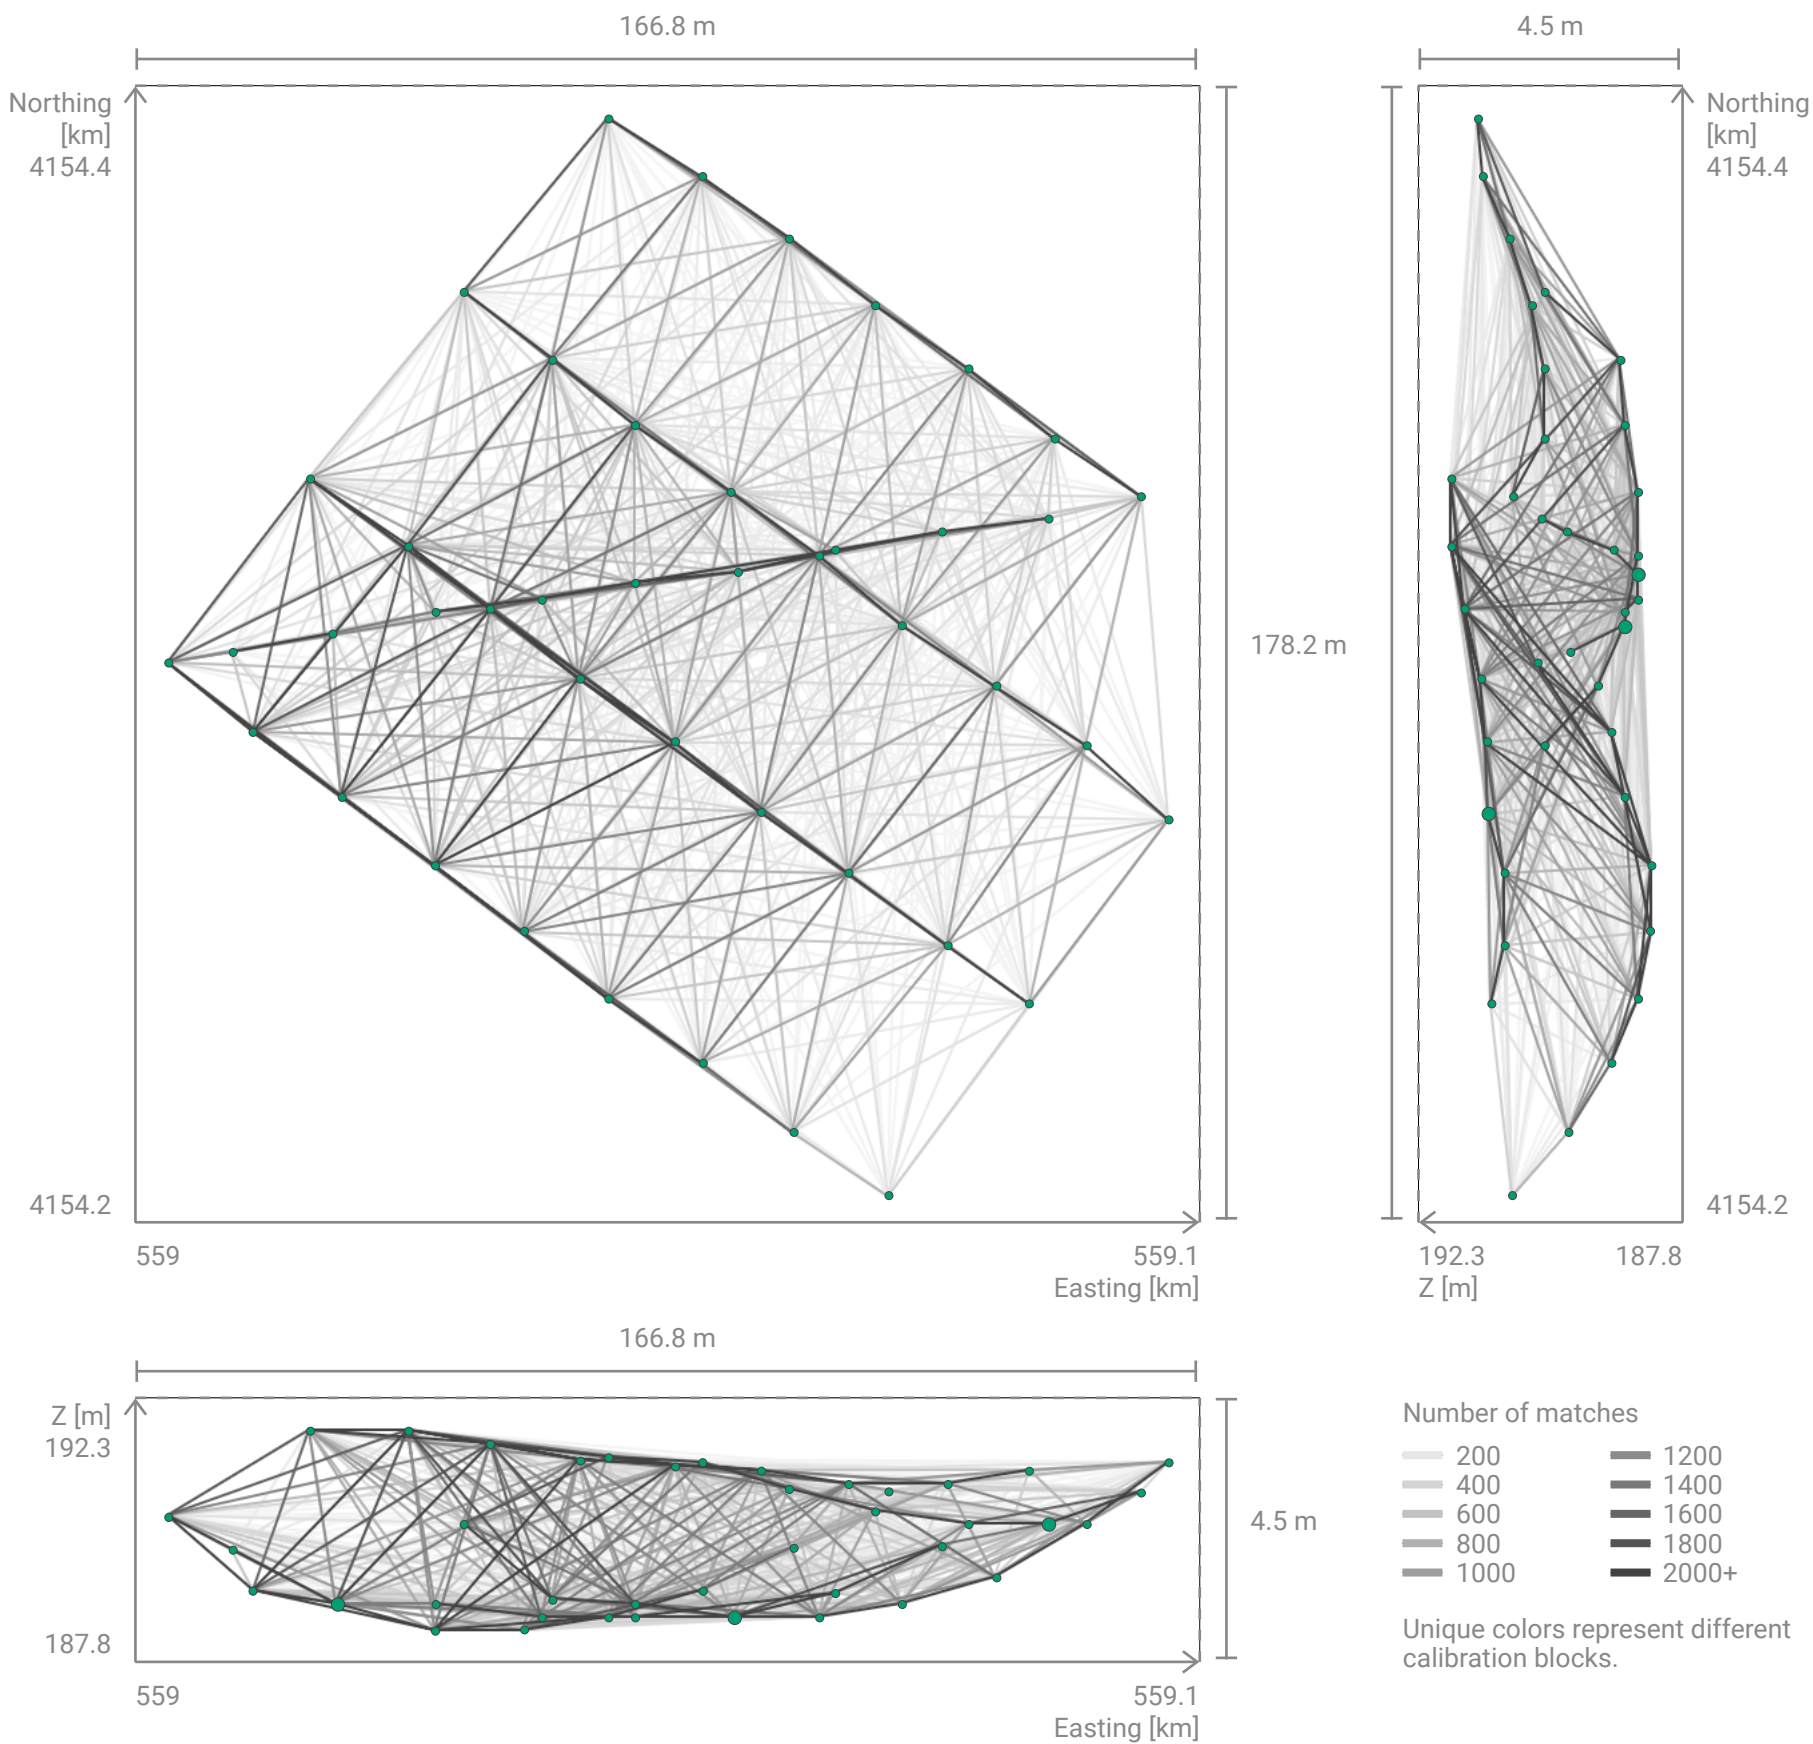 166.8 m
4.5 m
Northing
[km]
4154.4
Northing
[km]
4154.4
178.2 m
4154.2
4154.2
559
559.1
Easting [km]
192.3
187.8
Z [m]
166.8 m
Z [m]
192.3
187.8
4.5 m
559
559.1
Easting [km]
Number of matches
200
1200
400
1400
600
1600
800
1800
1000
2000+
Unique colors represent different
calibration blocks.